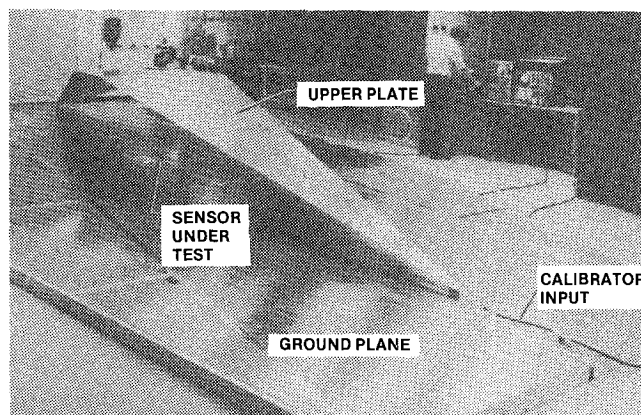 UPPER PLATE
SENSOR
UNDER
TEST
CALIBRATOR
INPUT
GROUND PLANE